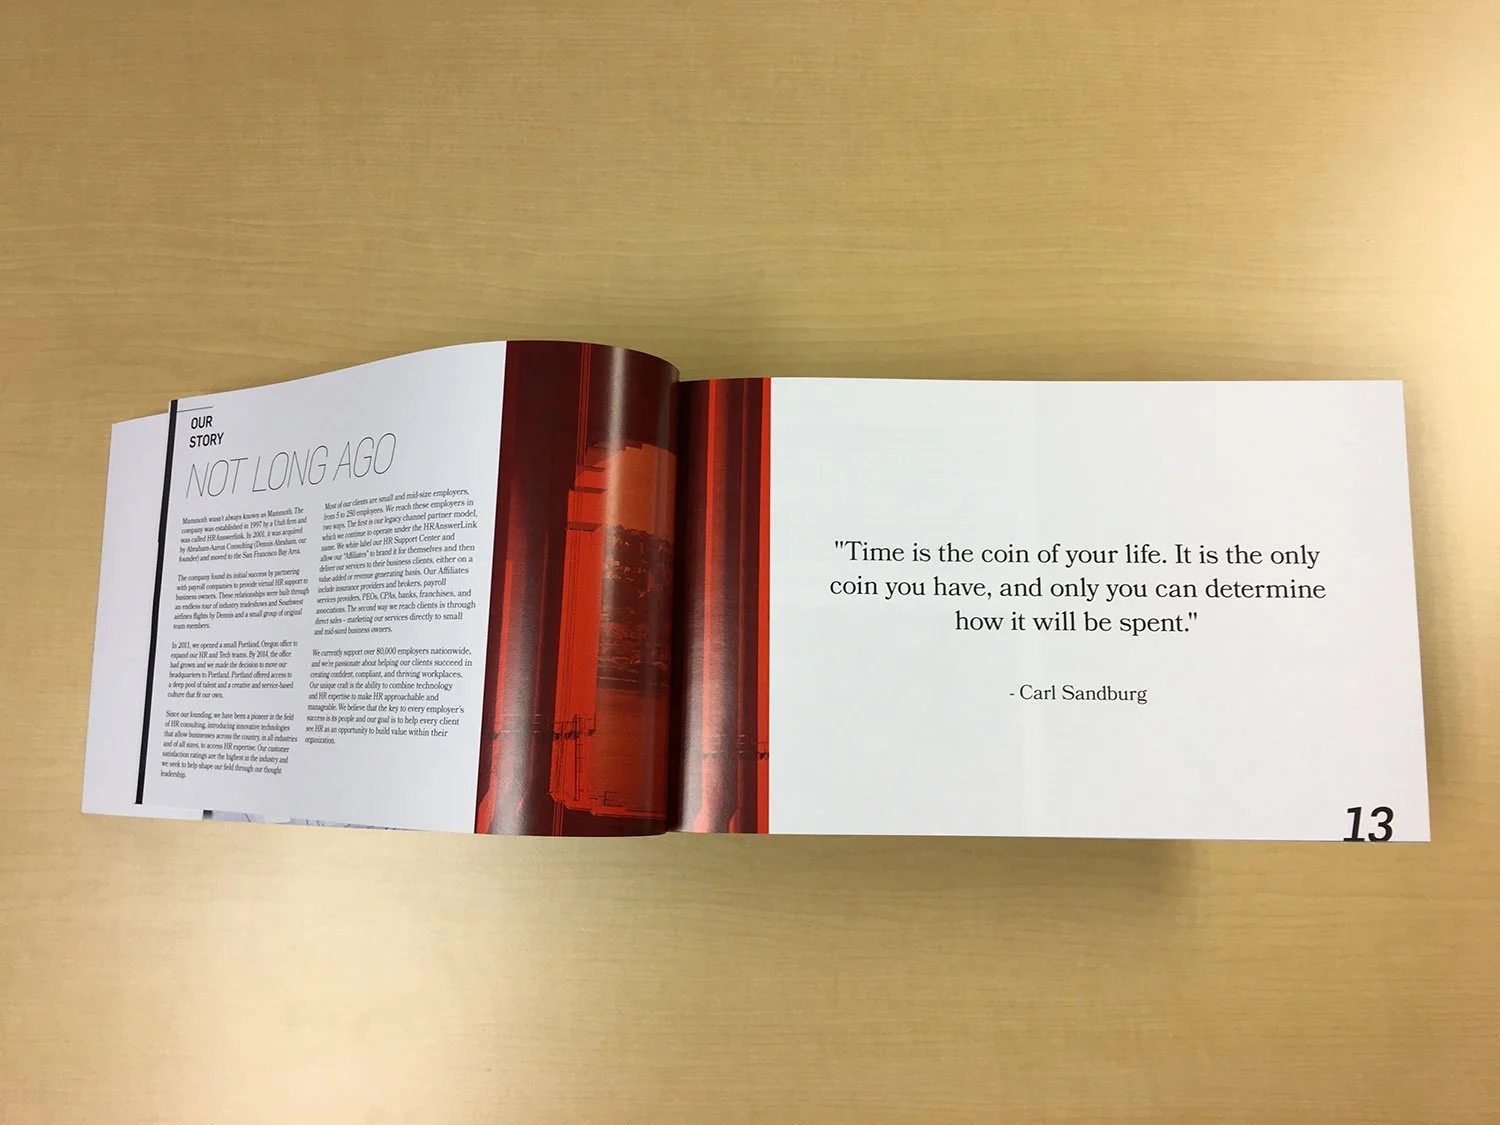 OUR
STORY
NOT LONG AGO
Mammoth wasn't always known as Mammoth. The
company was established in 1997 by a Utah firm and
was called HRAnswerlink. In 2001, it was acquired
by Abraham-Aaron Consulting (Dennis Abraham, our
founder) and moved to the San Francisco Bay Area.
The company found its initial success by partnering
with payroll companies to provide virtual HR support to
business owners. These relationships were built through
an endless tour of industry tradeshows and Southwest
airlines flights by Dennis and a small group of original
team members.
In 2011, we opened a small Portland, Oregon office to
expand our HR and Tech teams. By 2014, the office
had grown and we made the decision to move our
headquarters to Portland. Portland offered access to
a deep pool of talent and a creative and service-based
culture that fit our own.
Since our founding, we have been a pioneer in the field
of HR consulting, introducing innovative technologies
that allow businesses across the country, in all industries
and of all sizes, to access HR expertise. Our customer
satisfaction ratings are the highest in the industry and
we seek to help shape our field through our thought
leadership.
Most of our clients are small and mid-size employers,
from 5 to 250 employees. We reach these employers in
two ways. The first is our legacy channel partner model,
which we continue to operate under the HRAnswerLink
name. We white label our HR Support Center and
allow our "Affiliates" to brand it for themselves and then
deliver our services to their business clients, either on a
value-added or revenue generating basis. Our Affiliates
include insurance providers and brokers, payroll
services providers, PEOs, CPAs, banks, franchises, and
associations. The second way we reach clients is through
direct sales – marketing our services directly to small
and mid-sized business owners.
We currently support over 80,000 employers nationwide,
and we're passionate about helping our clients succeed in
creating confident, compliant, and thriving workplaces.
Our unique craft is the ability to combine technology
and HR expertise to make HR approachable and
manageable. We believe that the key to every employer's
success is its people and our goal is to help every client
see HR as an opportunity to build value within their
organization.
"Time is the coin of your life. It is the only
coin you have, and only you can determine
how it will be spent."
- Carl Sandburg
13